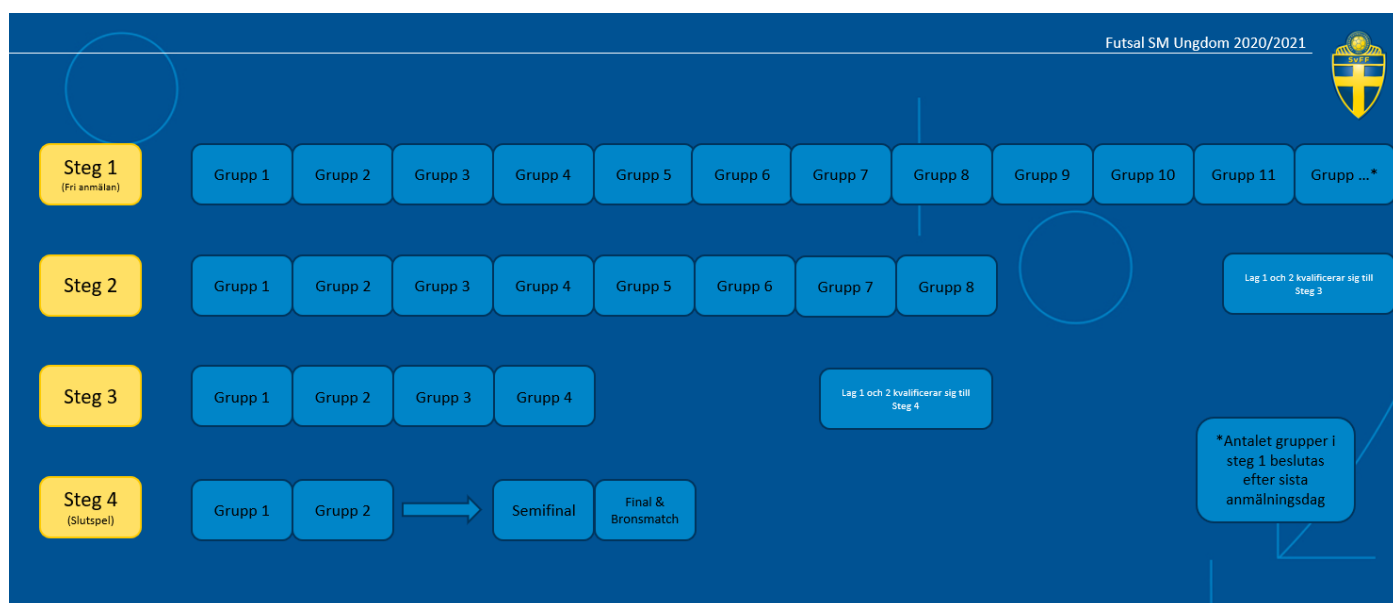 Futsal SM Ungdom 2020/2021
SvFF
Steg 1
(Fri anmälan)
Grupp 1
Grupp 2
Grupp 3
Grupp 4
Grupp 5
Grupp 6
Grupp 7
Grupp 8
Grupp 9
Grupp 10
Grupp 11
Grupp ...*
Steg 2
Grupp 1
Grupp 2
Grupp 3
Grupp 4
Grupp 5
Grupp 6
Grupp 7
Grupp 8
Lag 1 och 2 kvalificerar sig till
Steg 3
Steg 3
Grupp 1
Grupp 2
Grupp 3
Grupp 4
Lag 1 och 2 kvalificerar sig till
Steg 4
*Antalet grupper i
steg 1 beslutas
efter sista
anmälningsdag
Steg 4
(Slutspel)
Grupp 1
Grupp 2
Semifinal
Final &
Bronsmatch